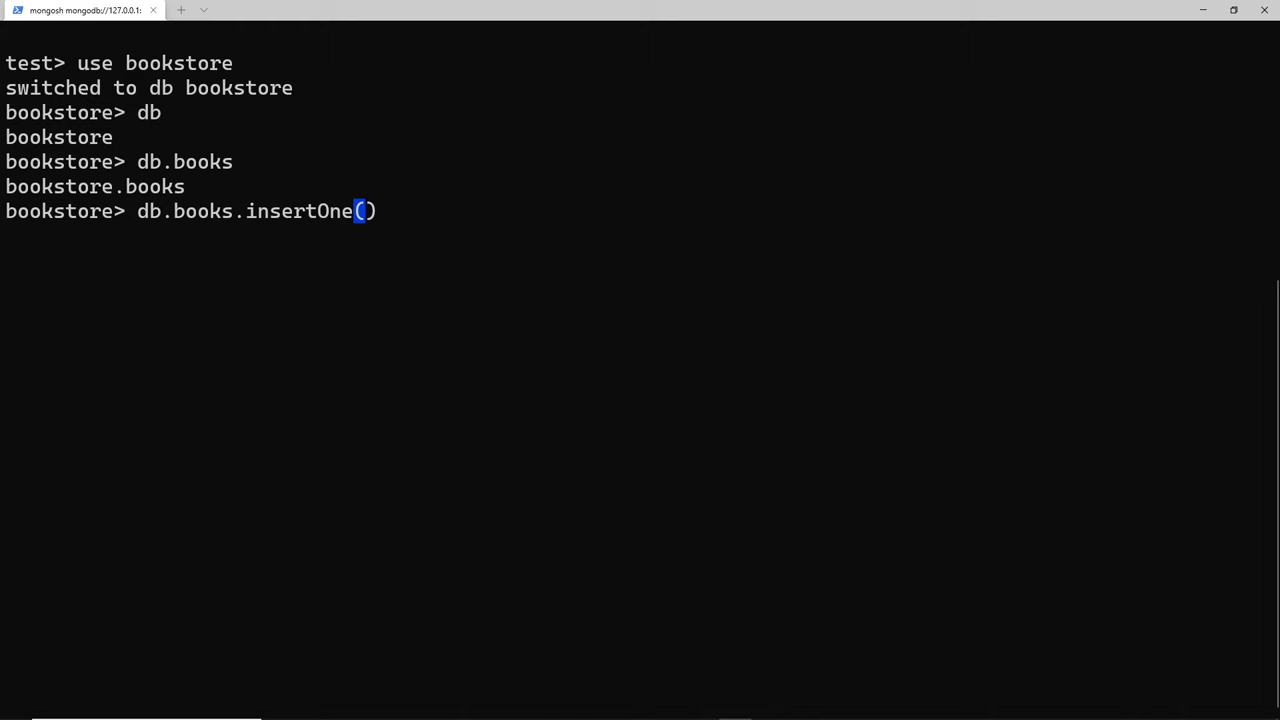 mongosh mongodb://127.0.0.1:
test> use bookstore
switched to db bookstore
bookstore> db
bookstore
bookstore> db.books
bookstore.books
bookstore> db.books.insertOne()